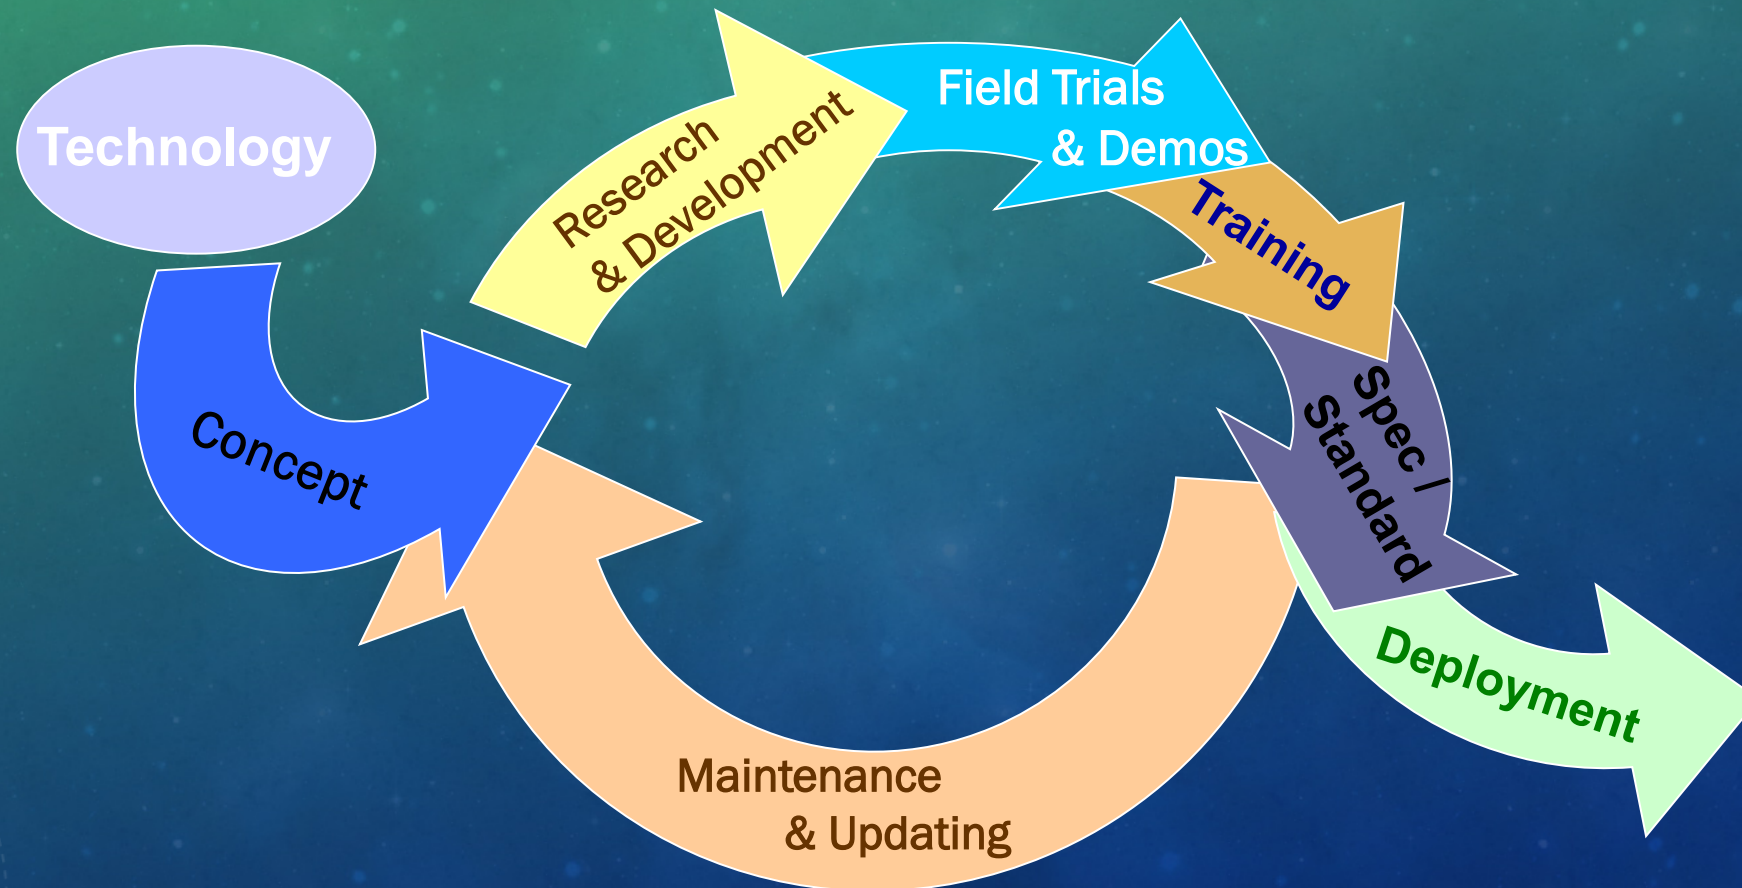 Technology
Concept
Research
& Development
Field Trials
& Demos
Training
Spec /
Standard
Deployment
Maintenance
& Updating